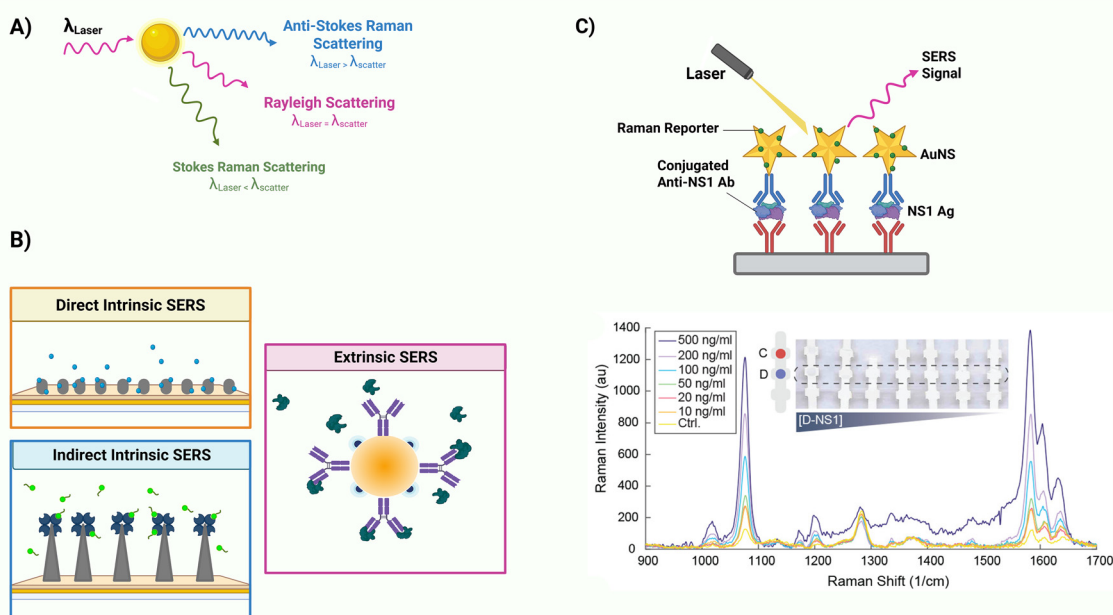 A)
λLaser
Anti-Stokes Raman
Scattering
λLaser > λscatter
Rayleigh Scattering
λLaser = λscatter
Stokes Raman Scattering
λLaser < λscatter
B)
Direct Intrinsic SERS
Indirect Intrinsic SERS
Extrinsic SERS
C)
Laser
SERS
Signal
Raman Reporter
AuNS
Conjugated
Anti-NS1 Ab
NS1 Ag
Raman Intensity (au)
1400
1200
1000
800
600
400
200
0
500 ng/ml
200 ng/ml
100 ng/ml
50 ng/ml
20 ng/ml
10 ng/ml
Ctrl.
C
D
[D-NS1]
900 1000 1100 1200 1300 1400 1500 1600 1700
Raman Shift (1/cm)